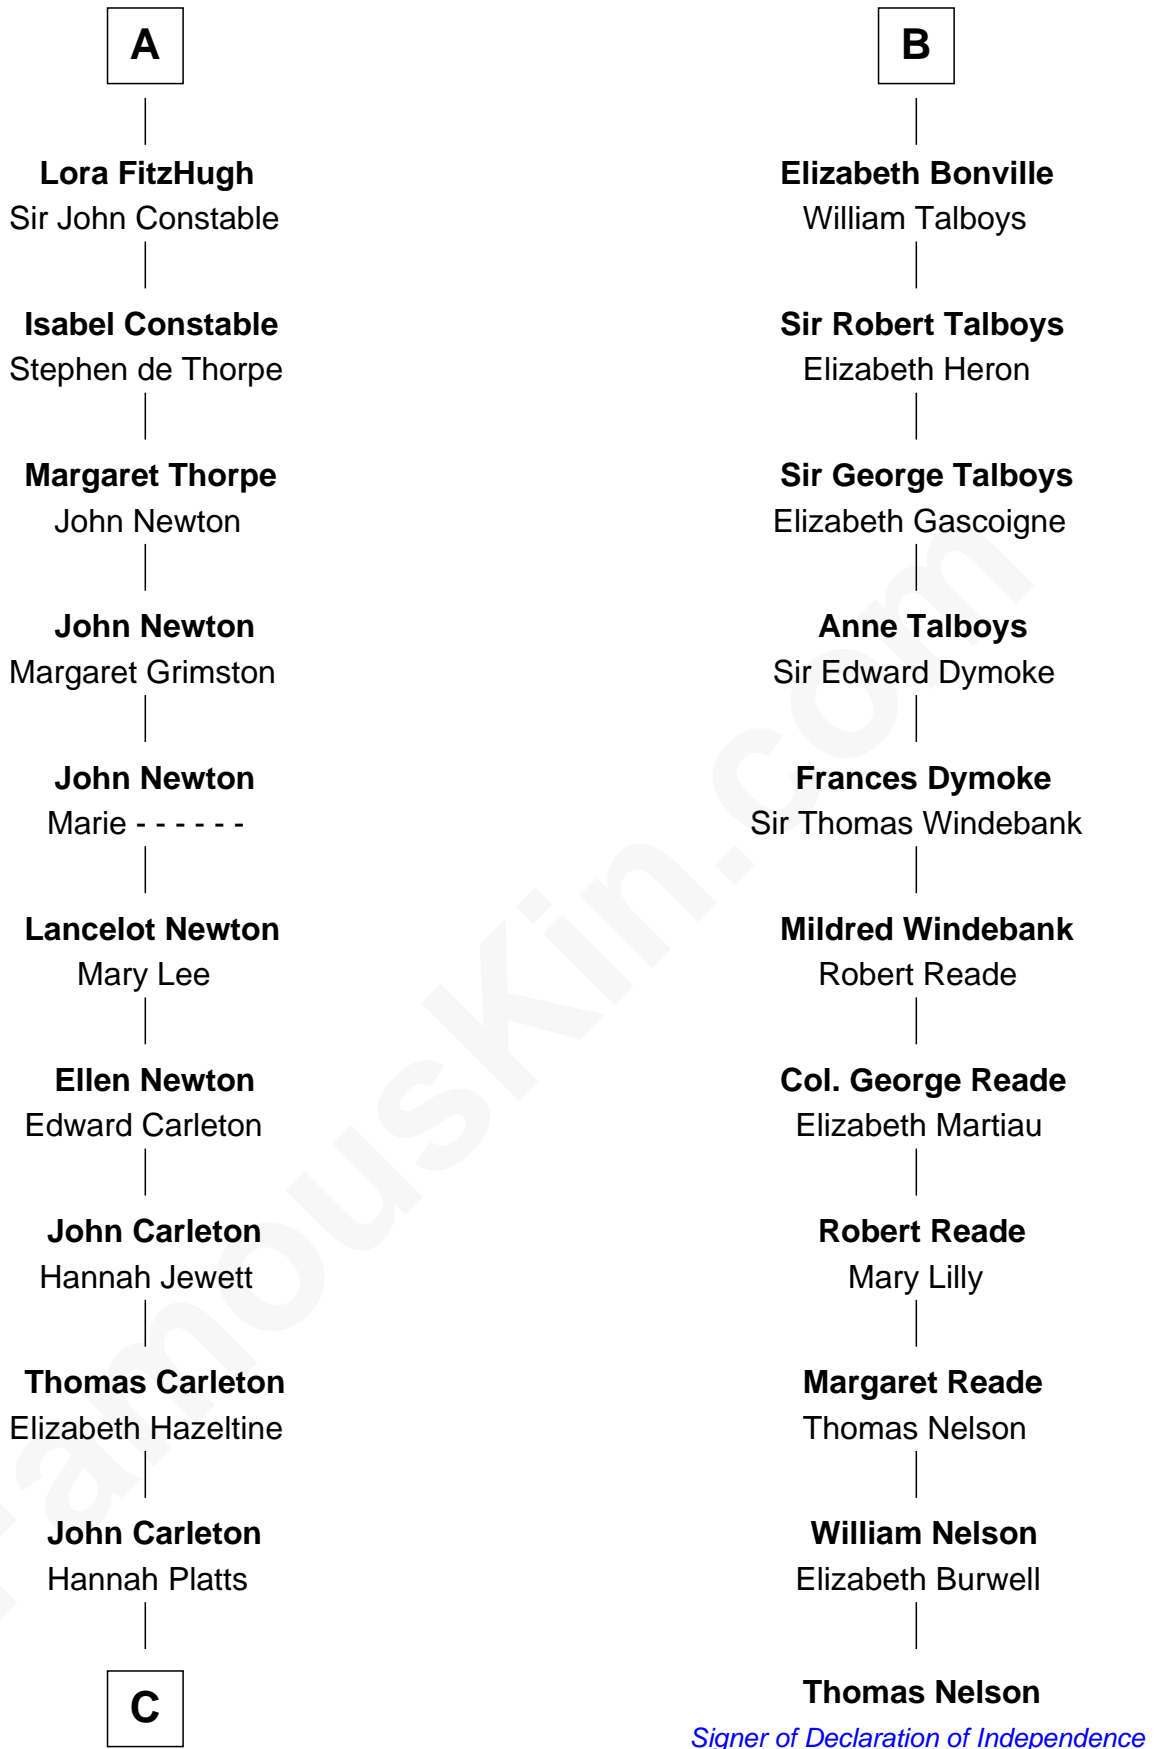 A
Lora FitzHugh
Sir John Constable
Isabel Constable
Stephen de Thorpe
Margaret Thorpe
John Newton
John Newton
Margaret Grimston
John Newton
Marie - - - - - -
Lancelot Newton
Mary Lee
Ellen Newton
Edward Carleton
John Carleton
Hannah Jewett
Thomas Carleton
Elizabeth Hazeltine
John Carleton
Hannah Platts
C
B
Elizabeth Bonville
William Talboys
Sir Robert Talboys
Elizabeth Heron
Sir George Talboys
Elizabeth Gascoigne
Anne Talboys
Sir Edward Dymoke
Frances Dymoke
Sir Thomas Windebank
Mildred Windebank
Robert Reade
Col. George Reade
Elizabeth Martiau
Robert Reade
Mary Lilly
Margaret Reade
Thomas Nelson
William Nelson
Elizabeth Burwell
Thomas Nelson
Signer of Declaration of Independence
FamousKin.com